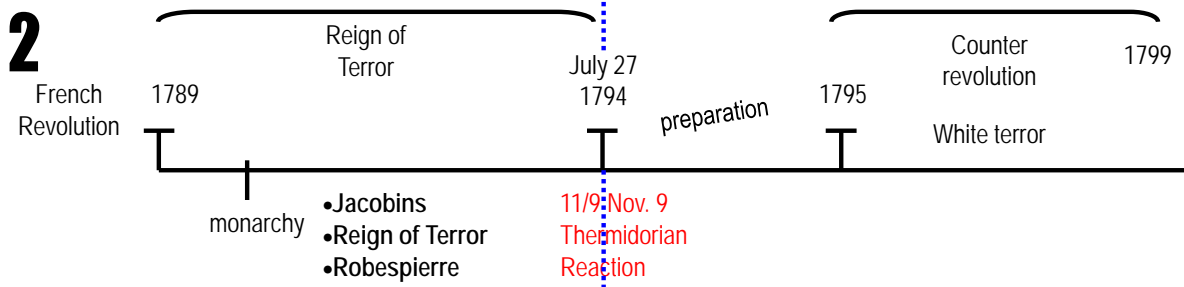 2
Reign of
Terror
Counter
revolution
1799
July 27
1794
French
Revolution
1789
preparation
1795
White terror
monarchy
•Jacobins
•Reign of Terror
•Robespierre
11/9 Nov. 9
Thermidorian
Reaction